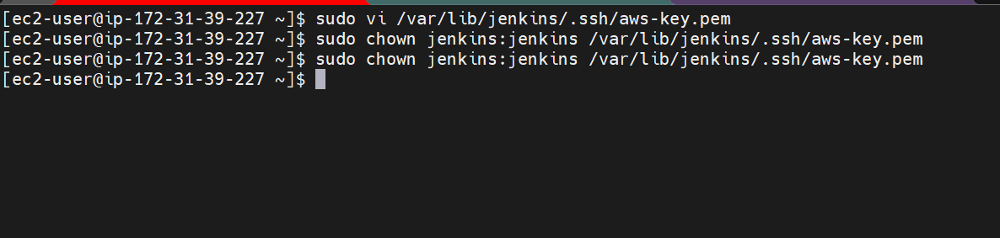 [ec2-user@ip-172-31-39-227 ~]$ sudo vi /var/lib/jenkins/.ssh/aws-key.pem
[ec2-user@ip-172-31-39-227 ~]$ sudo chown jenkins:jenkins /var/lib/jenkins/.ssh/aws-key.pem
[ec2-user@ip-172-31-39-227 ~]$ sudo chown jenkins:jenkins /var/lib/jenkins/.ssh/aws-key.pem
[ec2-user@ip-172-31-39-227 ~]$